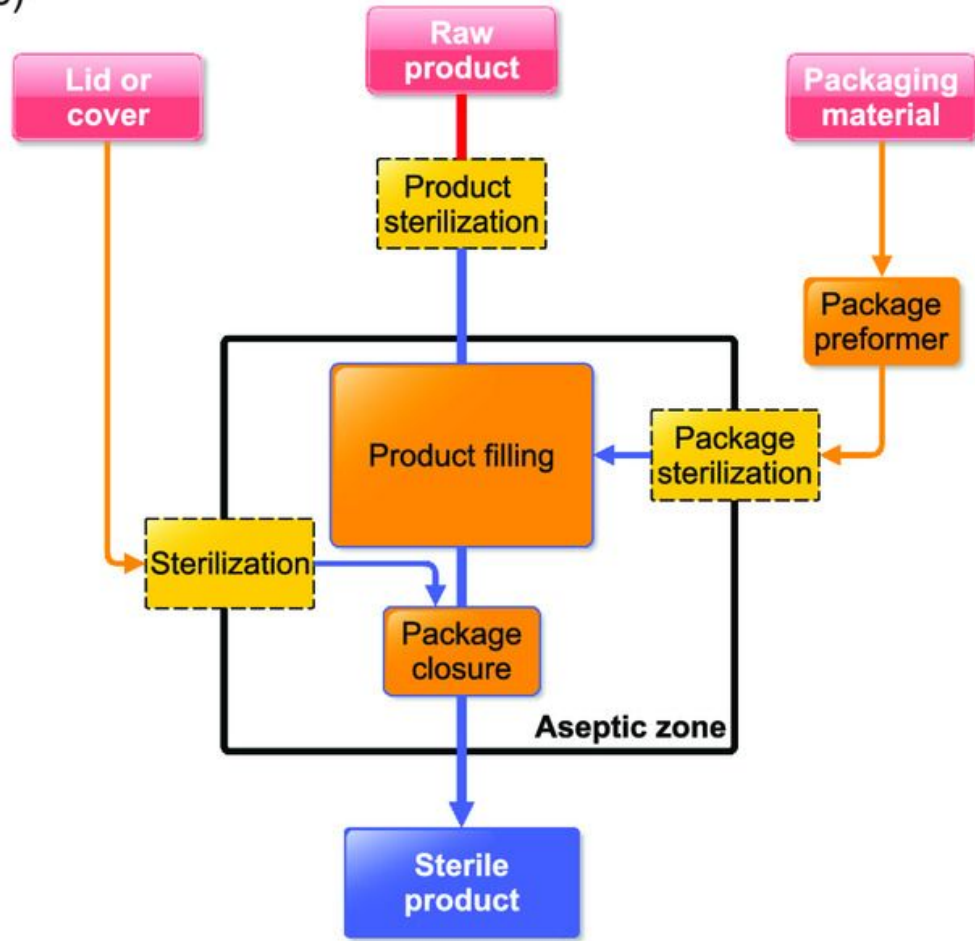 Raw
product
Lid or
cover
Packaging
material
Product
sterilization
Package
preformer
Product filling
Package
sterilization
Sterilization
Package
closure
Aseptic zone
Sterile
product